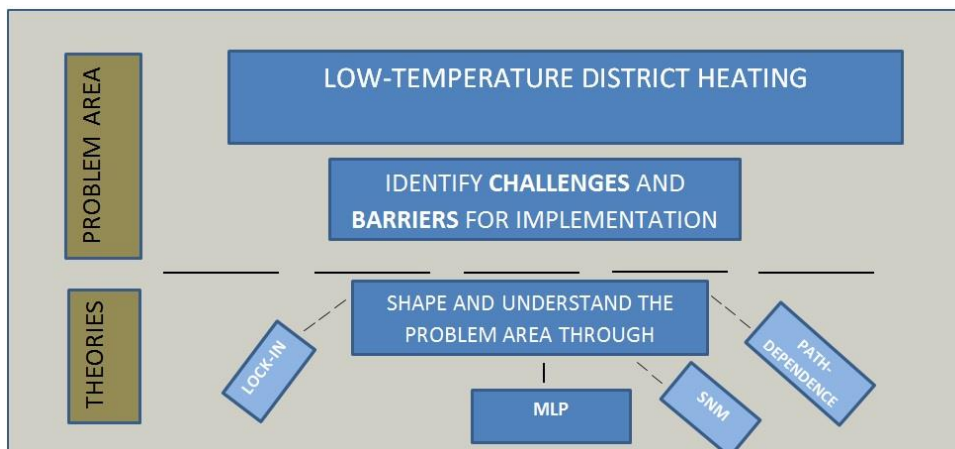 PROBLEM AREA
LOW-TEMPERATURE DISTRICT HEATING
IDENTIFY CHALLENGES AND
BARRIERS FOR IMPLEMENTATION
THEORIES
SHAPE AND UNDERSTAND THE
PROBLEM AREA THROUGH
LOCK-IN
MLP
SNM
PATH-
DEPENDENCE